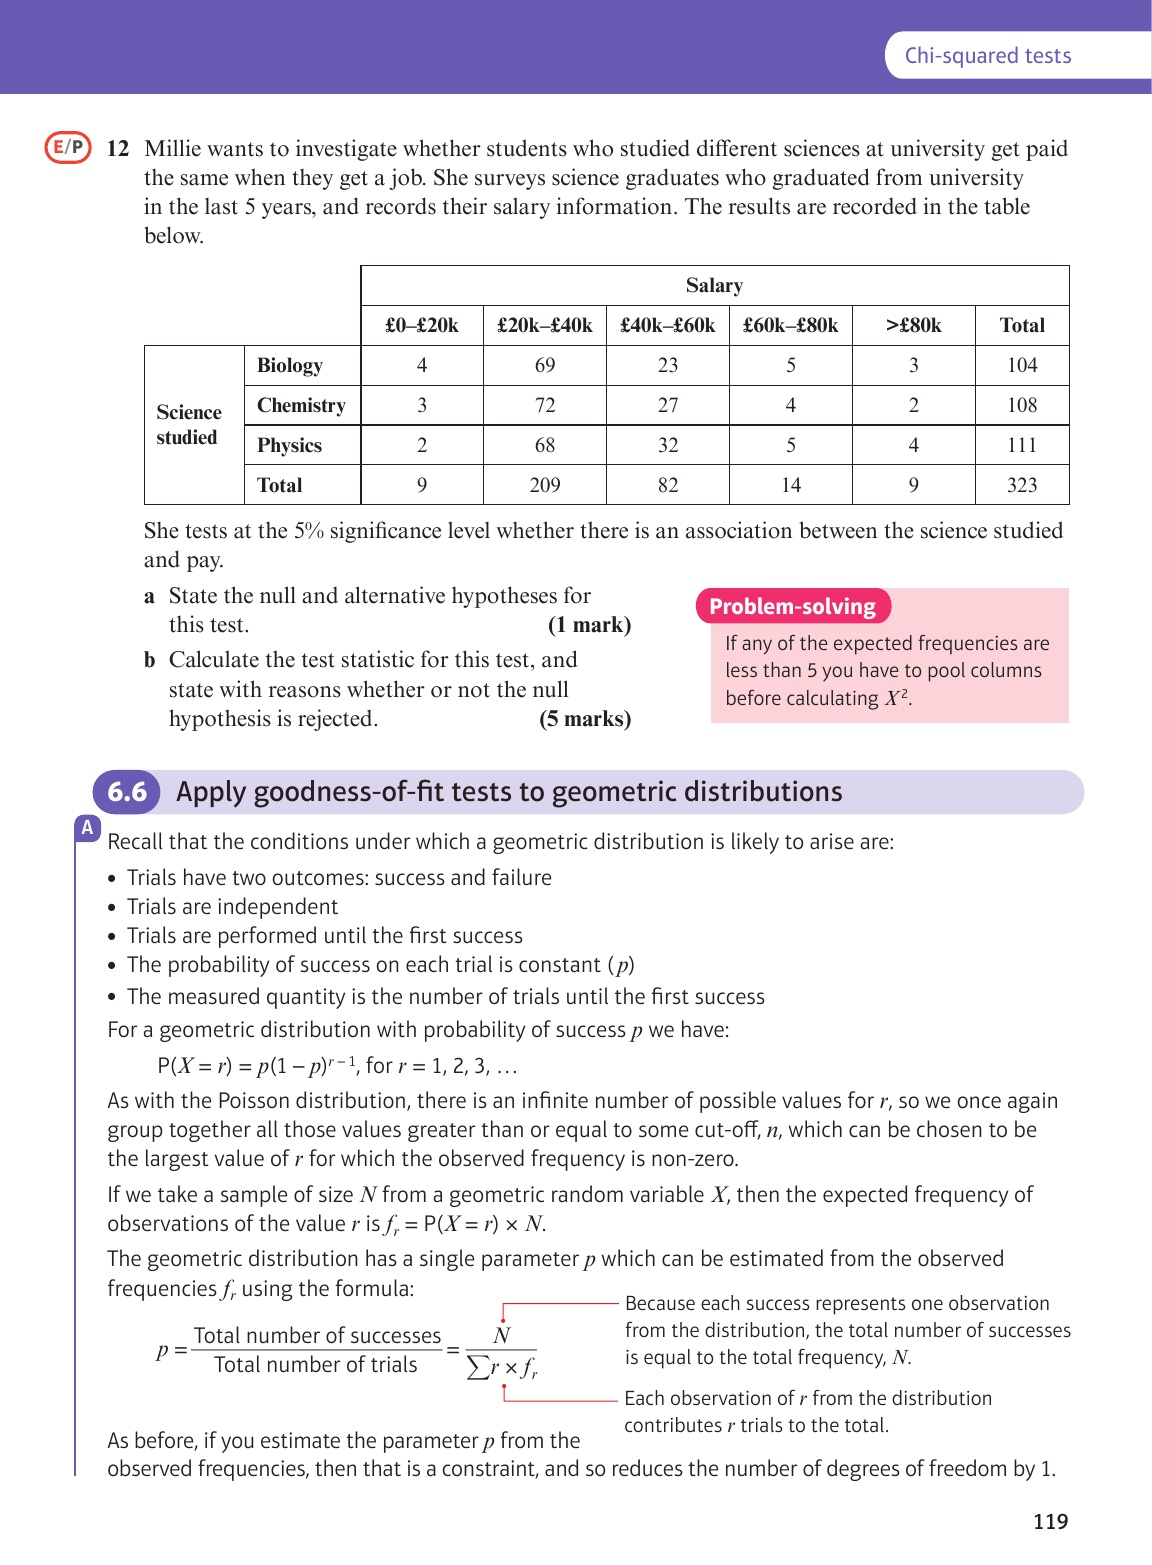 Chi-squared tests
E/P 12 Millie wants to investigate whether students who studied different sciences at university get paid
the same when they get a job. She surveys science graduates who graduated from university
in the last 5 years, and records their salary information. The results are recorded in the table
below.
Salary
£0–£20k £20k–£40k £40k–£60k £60k–£80k >£80k Total
Science studied
Biology 4 69 23 5 3 104
Chemistry 3 72 27 4 2 108
Physics 2 68 32 5 4 111
Total 9 209 82 14 9 323
She tests at the 5% significance level whether there is an association between the science studied
and pay.
a State the null and alternative hypotheses for
this test. (1 mark)
b Calculate the test statistic for this test, and
state with reasons whether or not the null
hypothesis is rejected. (5 marks)
Problem-solving
If any of the expected frequencies are
less than 5 you have to pool columns
before calculating X².
6.6 Apply goodness-of-fit tests to geometric distributions
A
Recall that the conditions under which a geometric distribution is likely to arise are:
• Trials have two outcomes: success and failure
• Trials are independent
• Trials are performed until the first success
• The probability of success on each trial is constant (p)
• The measured quantity is the number of trials until the first success
For a geometric distribution with probability of success p we have:
P(X = r) = p(1 – p)^(r – 1), for r = 1, 2, 3, …
As with the Poisson distribution, there is an infinite number of possible values for r, so we once again
group together all those values greater than or equal to some cut-off, n, which can be chosen to be
the largest value of r for which the observed frequency is non-zero.
If we take a sample of size N from a geometric random variable X, then the expected frequency of
observations of the value r is f_r = P(X = r) × N.
The geometric distribution has a single parameter p which can be estimated from the observed
frequencies f_r using the formula:
p = Total number of successes / Total number of trials = N / ∑r × f_r
Because each success represents one observation
from the distribution, the total number of successes
is equal to the total frequency, N.
Each observation of r from the distribution
contributes r trials to the total.
As before, if you estimate the parameter p from the
observed frequencies, then that is a constraint, and so reduces the number of degrees of freedom by 1.
119